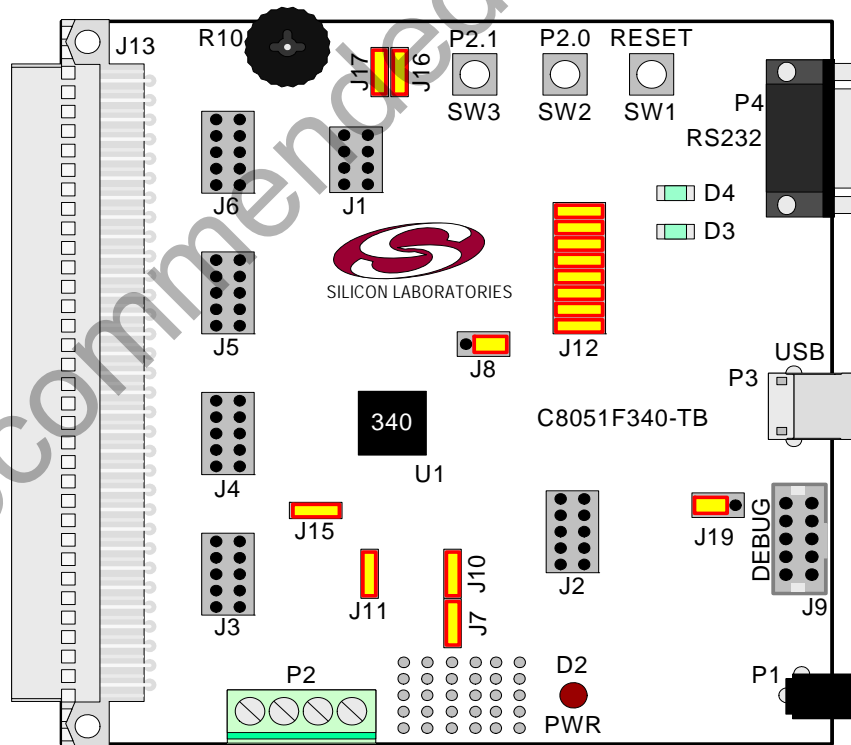 J13
R10
J17
J16
P2.1
P2.0
RESET
SW3
SW2
SW1
P4
RS232
J6
J1
D4
D3
SILICON LABORATORIES
J5
J12
J8
USB
P3
340
C8051F340-TB
U1
J4
J15
J19
DEBUG
J10
J11
J2
J7
J3
J9
P2
D2
P1
PWR
commended